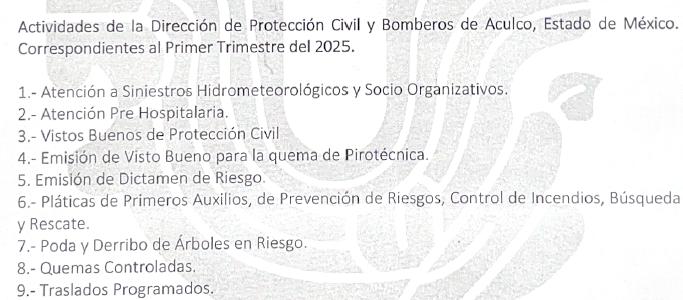 Actividades de la Dirección de Protección Civil y Bomberos de Aculco, Estado de México.
Correspondientes al Primer Trimestre del 2025.
1.- Atención a Siniestros Hidrometeorológicos y Socio Organizativos.
2.- Atención Pre Hospitalaria.
3.- Vistos Buenos de Protección Civil
4.- Emisión de Visto Bueno para la quema de Pirotécnica.
5. Emisión de Dictamen de Riesgo.
6.- Pláticas de Primeros Auxilios, de Prevención de Riesgos, Control de Incendios, Búsqueda
y Rescate.
7.- Poda y Derribo de Árboles en Riesgo.
8.- Quemas Controladas.
9.- Traslados Programados.